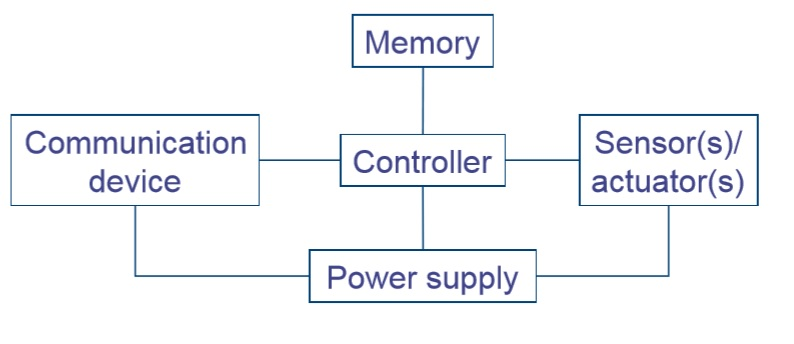 Memory
Communication
device
Controller
Sensor(s)/
actuator(s)
Power supply